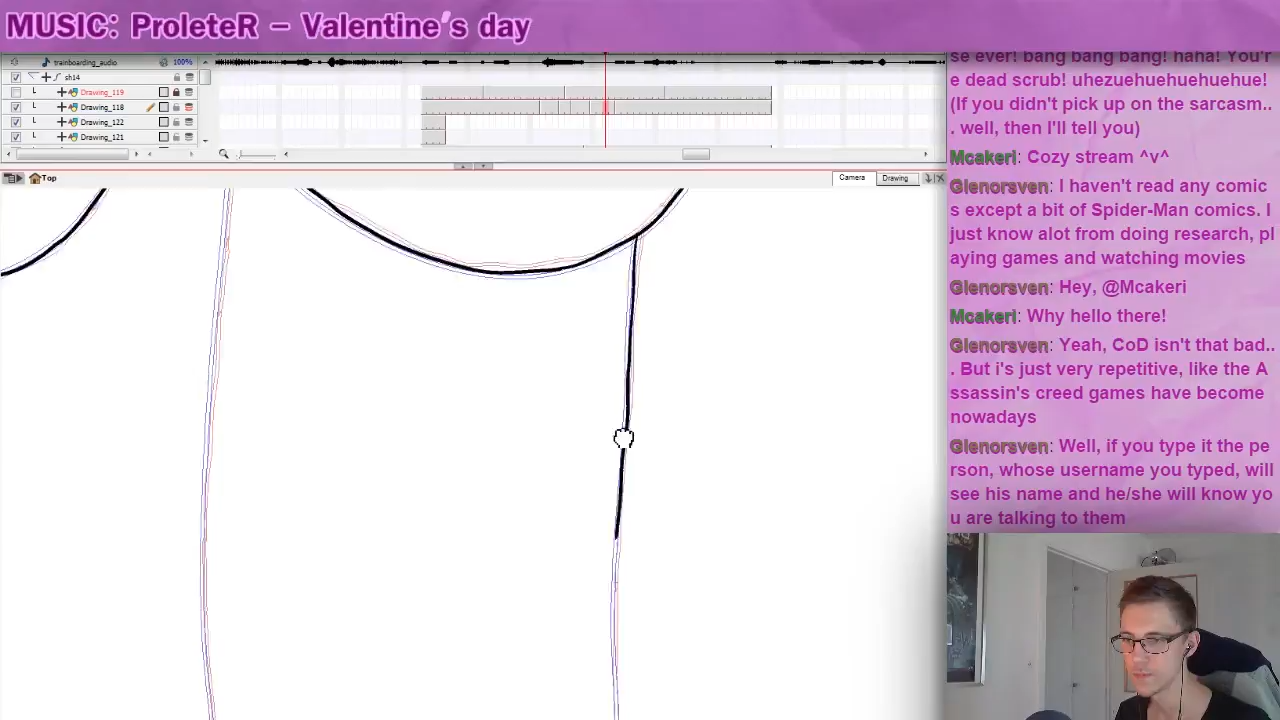 MUSIC: ProleteR - Valentine's day
trainboarding_audio 100%
sh14
Drawing_119
Drawing_118
Drawing_122
Drawing_121
Top
Camera
Drawing
se ever! bang bang bang! haha! You'r
e dead scrub! uhezuehuehuehuehue!
(If you didn't pick up on the sarcasm..
. well, then I'll tell you)
Mcakeri: Cozy stream ^v^
Glenorsven: I haven't read any comic
s except a bit of Spider-Man comics. I
just know alot from doing research, pl
aying games and watching movies
Glenorsven: Hey, @Mcakeri
Mcakeri: Why hello there!
Glenorsven: Yeah, CoD isn't that bad..
. But i's just very repetitive, like the A
ssassin's creed games have become
nowadays
Glenorsven: Well, if you type it the pe
rson, whose username you typed, will
see his name and he/she will know yo
u are talking to them